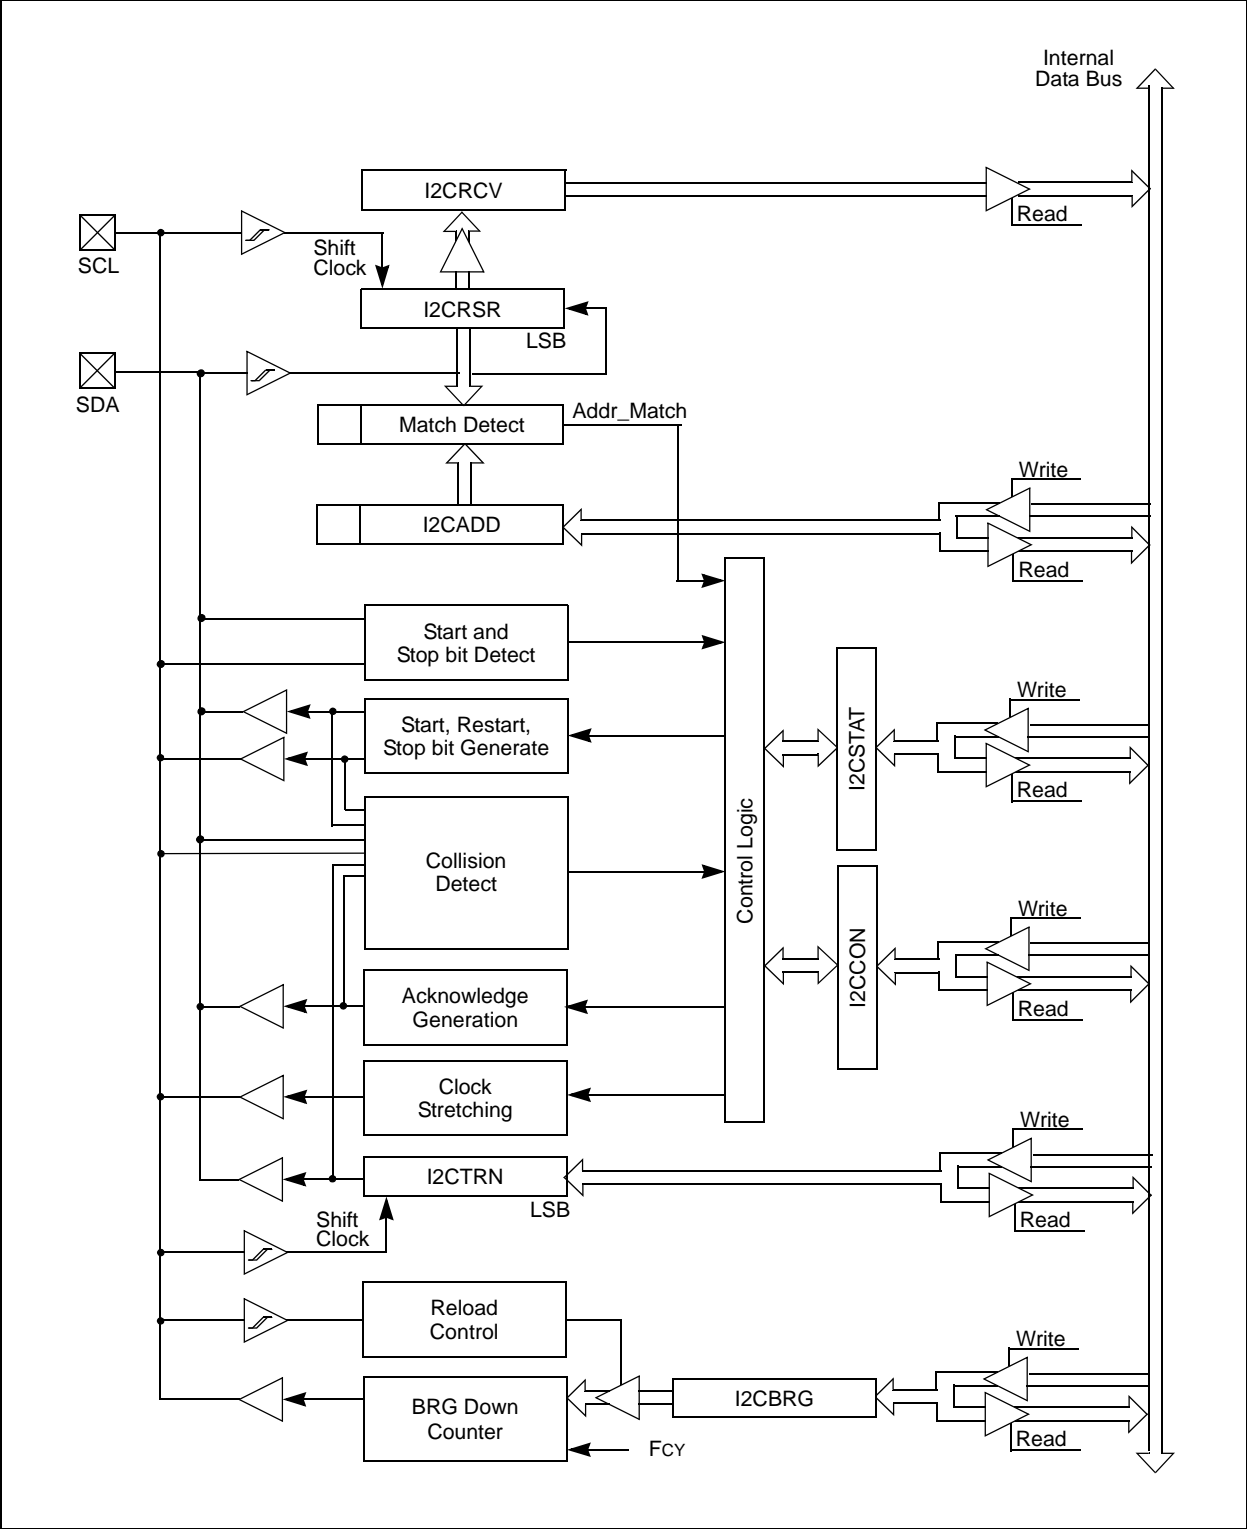 Internal
Data Bus
I2CRCV
Read
SCL
Shift
Clock
I2CRSR
LSB
SDA
Addr_Match
Match Detect
Write
I2CADD
Read
Start and
Stop bit Detect
Write
Start, Restart,
Stop bit Generate
I2CSTAT
Read
Control Logic
Collision
Detect
Write
I2CCON
Acknowledge
Generation
Read
Clock
Stretching
Write
I2CTRN
LSB
Shift
Clock
Read
Reload
Control
Write
BRG Down
Counter
I2CBRG
Read
FCY